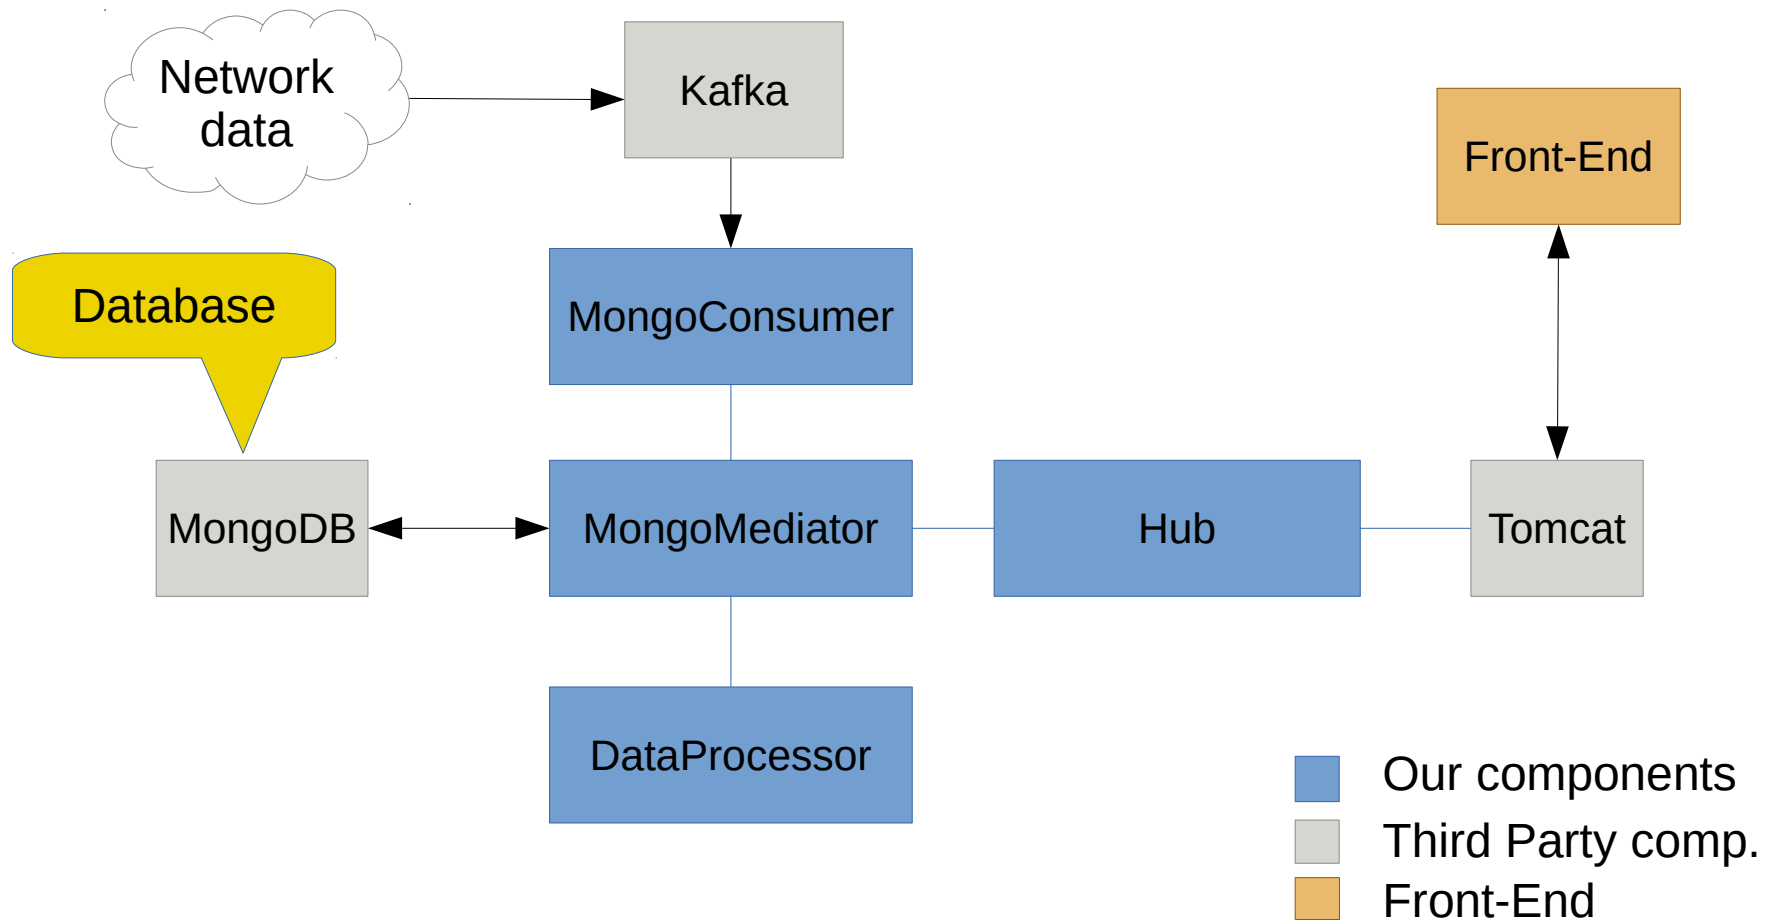 Network
data
Kafka
Front-End
Database
MongoConsumer
MongoDB
MongoMediator
Hub
Tomcat
DataProcessor
Our components
Third Party comp.
Front-End